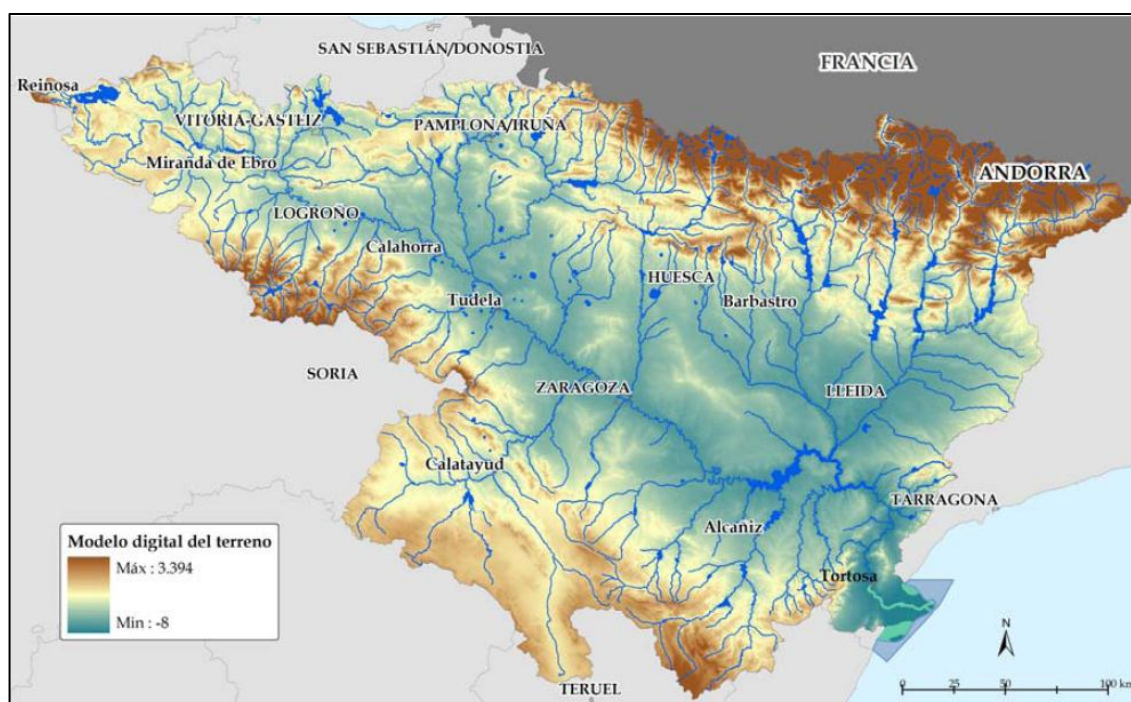 SAN SEBASTIÁN/DONOSTIA
FRANCIA
Reinosa
VITORIA-GASTEIZ
PAMPLONA/IRUÑA
Miranda de Ebro
ANDORRA
LOGROÑO
Calahorra
HUESCA
Tudela
Barbastro
SORIA
ZARAGOZA
LLEIDA
Calatayud
TARRAGONA
Alcañiz
Modelo digital del terreno
Máx : 3.394
Min : -8
Tortosa
N
TERUEL
0 25 50 100 km